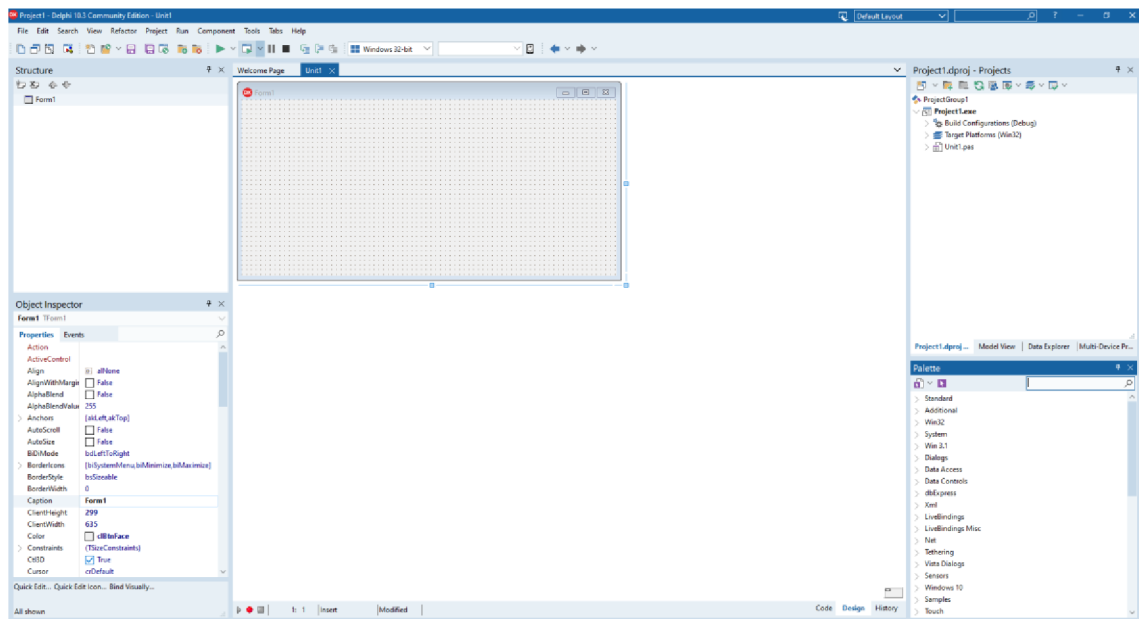 Project1 - Delphi 10.3 Community Edition - Unit1
Default Layout
File Edit Search View Refactor Project Run Component Tools Tabs Help
Windows 32-bit
Structure
Form1
Welcome Page Unit1
Form1
Project1.dproj - Projects
ProjectGroup1
Project1.exe
Build Configurations (Debug)
Target Platforms (Win32)
Unit1.pas
Project1.dproj ... Model View Data Explorer Multi-Device Pr...
Object Inspector
Form1 TForm1
Properties Events
Action
ActiveControl
Align alNone
AlignWithMargin False
AlphaBlend False
AlphaBlendValue 255
Anchors [akLeft,akTop]
AutoScroll False
AutoSize False
BiDiMode bdLeftToRight
BorderIcons [biSystemMenu,biMinimize,biMaximize]
BorderStyle bsSizeable
BorderWidth 0
Caption Form1
ClientHeight 299
ClientWidth 635
Color clBtnFace
Constraints (TSizeConstraints)
Ctl3D True
Cursor crDefault
Quick Edit... Quick Edit Icon... Bind Visually...
All shown
1: 1 Insert Modified
Code Design History
Palette
Standard
Additional
Win32
System
Win 3.1
Dialogs
Data Access
Data Controls
dbExpress
Xml
LiveBindings
LiveBindings Misc
Net
Tethering
Vista Dialogs
Sensors
Windows 10
Samples
Touch